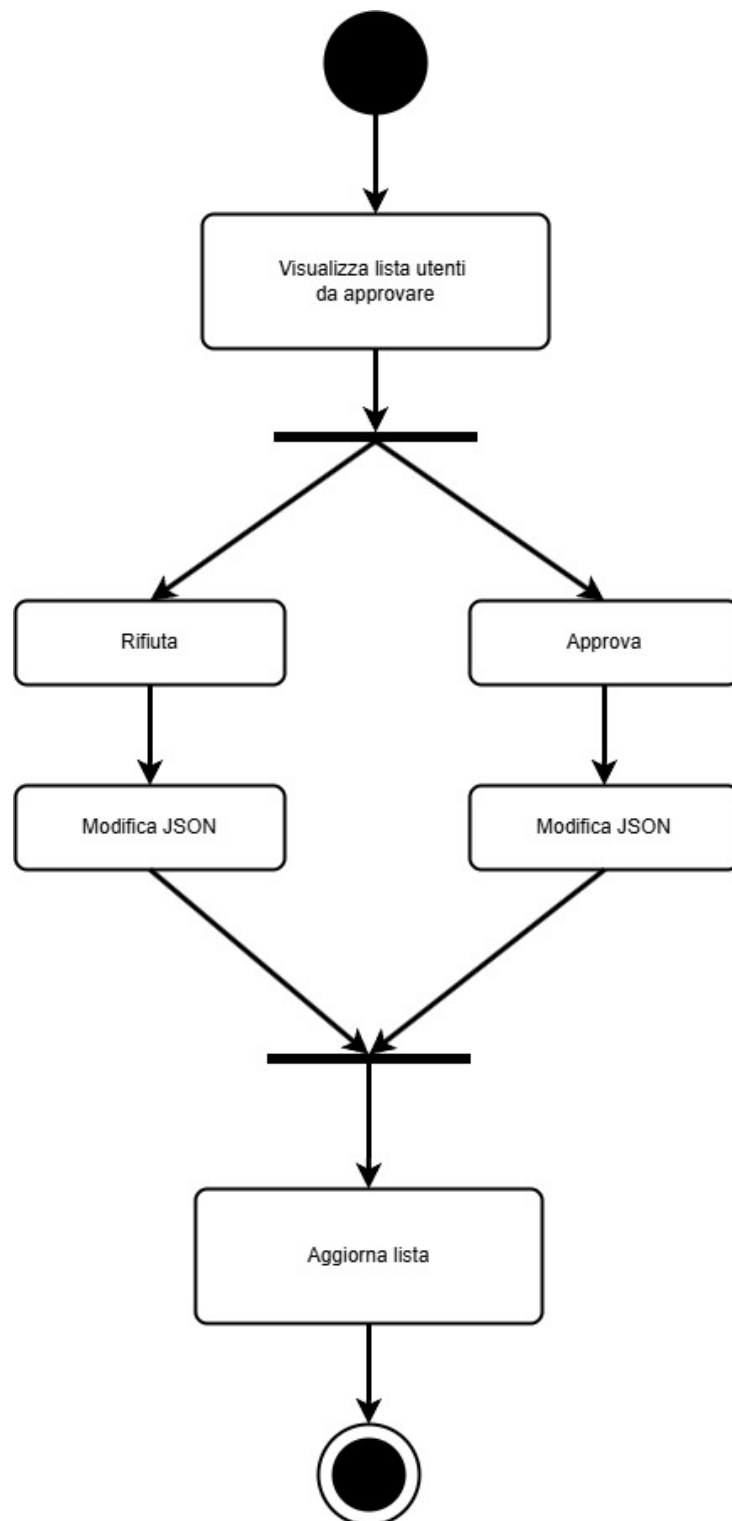 Visualizza lista utenti
da approvare
Rifiuta
Approva
Modifica JSON
Modifica JSON
Aggiorna lista